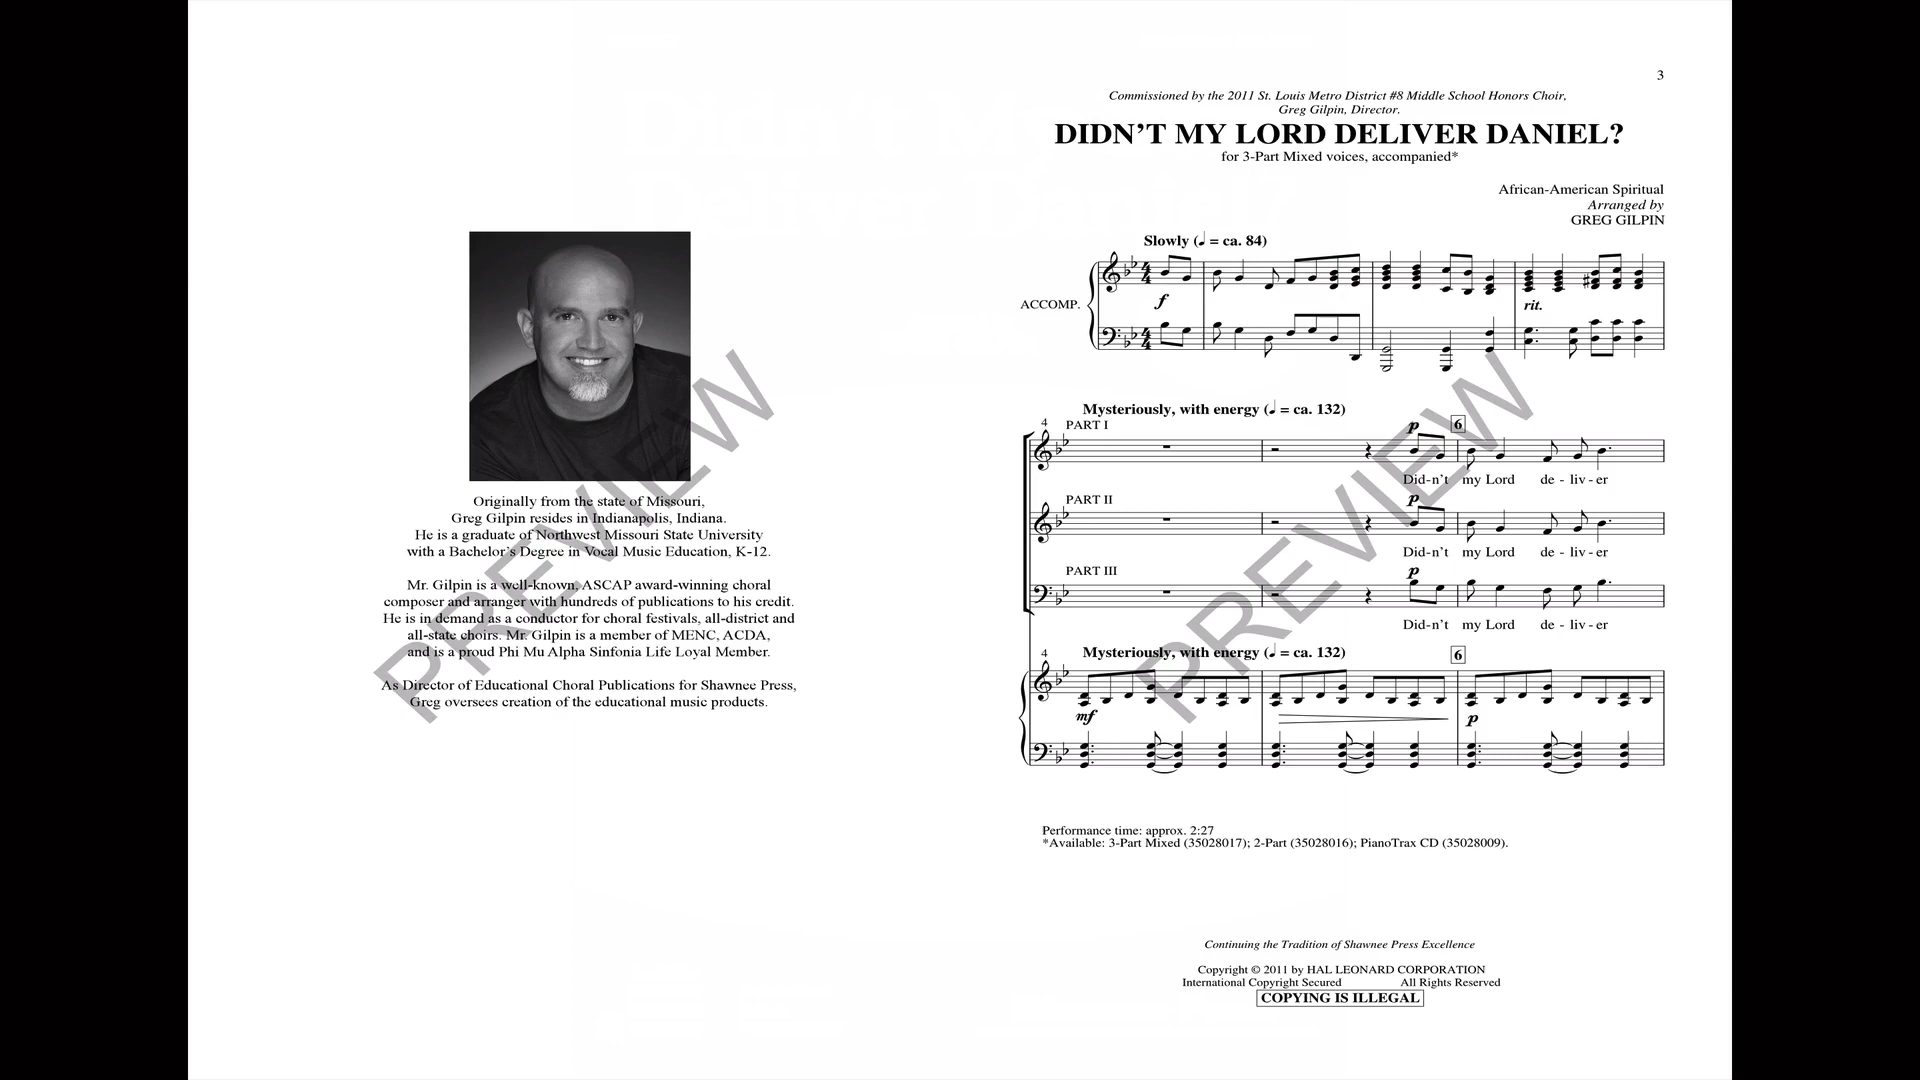 Originally from the state of Missouri,
Greg Gilpin resides in Indianapolis, Indiana.
He is a graduate of Northwest Missouri State University
with a Bachelor's Degree in Vocal Music Education, K-12.
Mr. Gilpin is a well-known, ASCAP award-winning choral
composer and arranger with hundreds of publications to his credit.
He is in demand as a conductor for choral festivals, all-district and
all-state choirs. Mr. Gilpin is a member of MENC, ACDA,
and is a proud Phi Mu Alpha Sinfonia Life Loyal Member.
As Director of Educational Choral Publications for Shawnee Press,
Greg oversees creation of the educational music products.
PREVIEW
3
Commissioned by the 2011 St. Louis Metro District #8 Middle School Honors Choir,
Greg Gilpin, Director.
DIDN'T MY LORD DELIVER DANIEL?
for 3-Part Mixed voices, accompanied*
African-American Spiritual
Arranged by
GREG GILPIN
Slowly (♩ = ca. 84)
ACCOMP.
f
rit.
Mysteriously, with energy (♩ = ca. 132)
4
PART I
p
6
Did-n't my Lord de - liv - er
PART II
p
Did-n't my Lord de - liv - er
PART III
p
Did-n't my Lord de - liv - er
4
Mysteriously, with energy (♩ = ca. 132)
6
mf
p
PREVIEW
Performance time: approx. 2:27
*Available: 3-Part Mixed (35028017); 2-Part (35028016); PianoTrax CD (35028009).
Continuing the Tradition of Shawnee Press Excellence
Copyright © 2011 by HAL LEONARD CORPORATION
International Copyright Secured All Rights Reserved
COPYING IS ILLEGAL